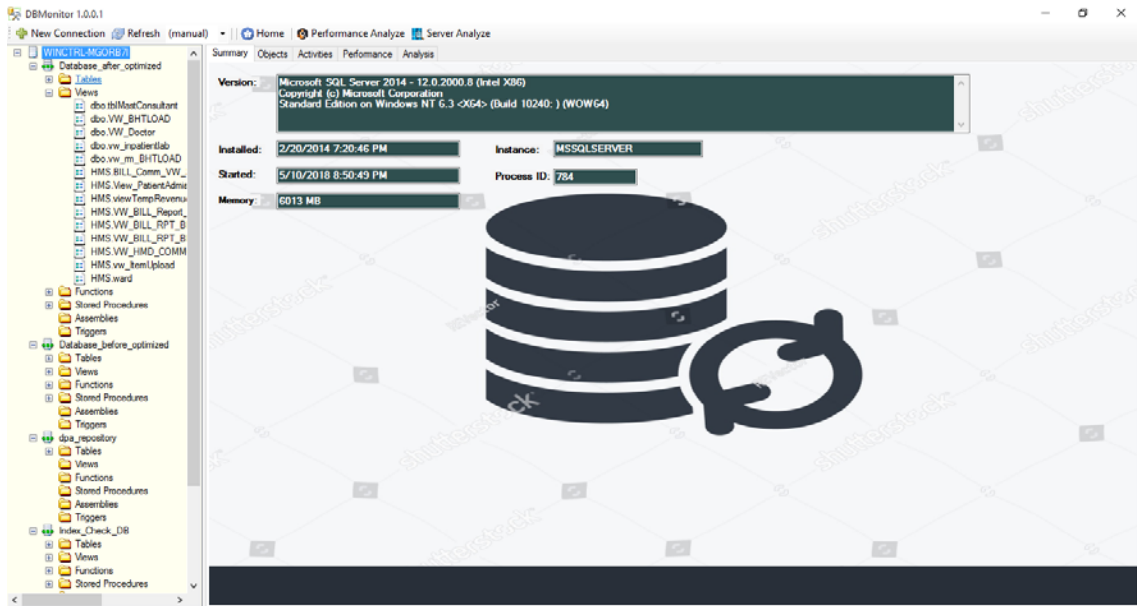 DBMonitor 1.0.0.1
New Connection Refresh (manual) Home Performance Analyze Server Analyze
WINCTRL-MGORB7I
Database_after_optimized
Tables
Views
dbo.tblMastConsultant
dbo.VW_BHTLOAD
dbo.VW_Doctor
dbo.vw_inpatientlab
dbo.vw_rm_BHTLOAD
HMS.BILL_Comm_VW_
HMS.View_PatientAdmis
HMS.viewTempRevenu
HMS.VW_BILL_Report_
HMS.VW_BILL_RPT_B
HMS.VW_BILL_RPT_B
HMS.VW_HMD_COMM
HMS.vw_ItemUpload
HMS.ward
Functions
Stored Procedures
Assemblies
Triggers
Database_before_optimized
Tables
Views
Functions
Stored Procedures
Assemblies
Triggers
dpa_repository
Tables
Views
Functions
Stored Procedures
Assemblies
Triggers
Index_Check_DB
Tables
Views
Functions
Stored Procedures
Summary Objects Activities Performance Analysis
Version: Microsoft SQL Server 2014 - 12.0.2000.8 (Intel X86)
Copyright (c) Microsoft Corporation
Standard Edition on Windows NT 6.3 <X64> (Build 10240: ) (WOW64)
Installed: 2/20/2014 7:20:46 PM Instance: MSSQLSERVER
Started: 5/10/2018 8:50:49 PM Process ID: 784
Memory: 6013 MB
shutterstock
shutterstock
shutterstock
shutterstock